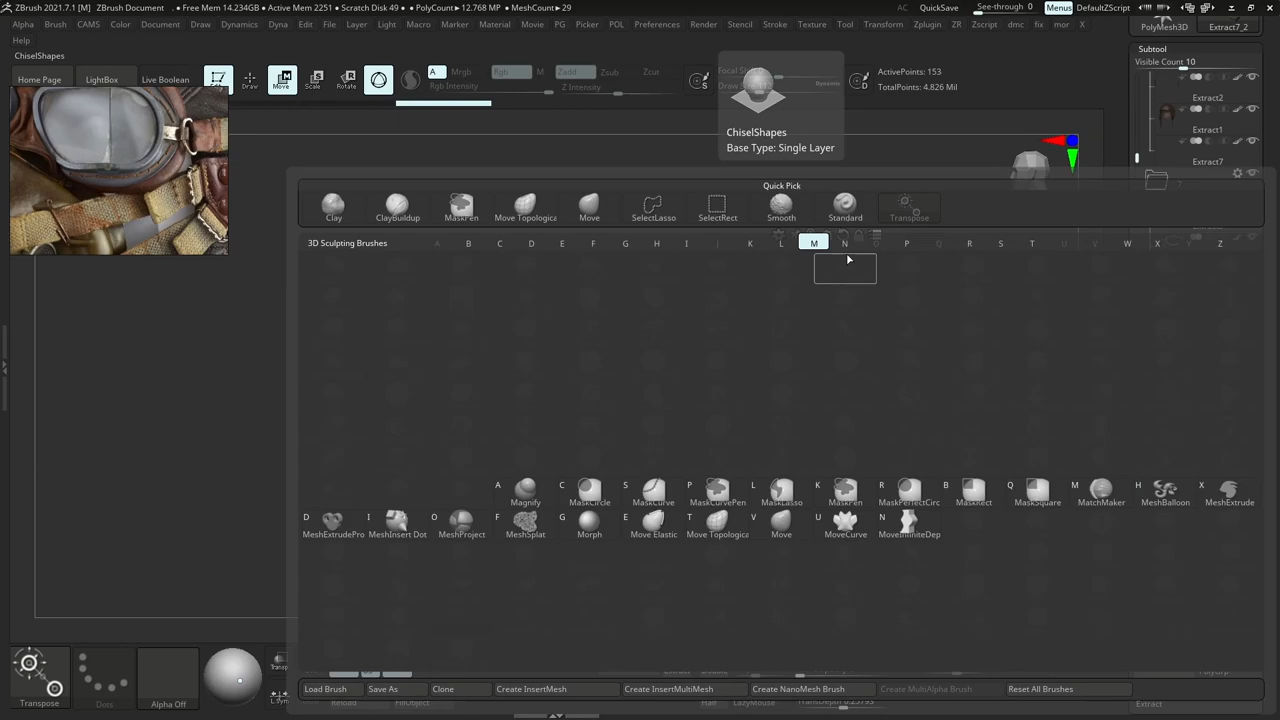 ZBrush 2021.7.1 [M] ZBrush Document • Free Mem 14.234GB • Active Mem 2251 • Scratch Disk 49 • PolyCount► 12.768 MP • MeshCount► 29 AC QuickSave See-through 0 Menus DefaultZScript
Alpha Brush CAMS Color Document Draw Drawing Dynamics Dyna Edit File Layer Light Macro Marker Material Movie PG Picker POL Preferences Render Stencil Stroke Texture Tool Transform Zplugin ZR Zscript dmc fix mor X
Help
PolyMesh3D Extract7_2
ChiselShapes
Subtool
Visible Count 10
Home Page LightBox Live Boolean Draw Move Scale Rotate A Mrgb Rgb M Zadd Zsub Zcut
Rgb Intensity Z Intensity
Dynamic
ActivePoints: 153
TotalPoints: 4.826 Mil
ChiselShapes
Base Type: Single Layer
Extract2
Extract1
Extract7
Quick Pick
Clay ClayBuildup MaskPen Move Topologica Move SelectLasso SelectRect Smooth Standard Transpose
3D Sculpting Brushes A B C D E F G H I J K L M N O P Q R S T U V W X Y Z
A Magnify C MaskCircle S MaskCurve P MaskCurvePen L MaskLasso K MaskPen R MaskPerfectCirc B MaskRect Q MaskSquare M MatchMaker H MeshBalloon X MeshExtrude
D MeshExtrudePro I MeshInsert Dot O MeshProject F MeshSplat G Morph E Move Elastic T Move Topologica V Move U MoveCurve N MoveInfiniteDep
Transpose Dots Alpha Off
Load Brush Save As Clone Create InsertMesh Create InsertMultiMesh Create NanoMesh Brush Create MultiAlpha Brush Reset All Brushes
Reload FillObject Half LazyMouse Extract